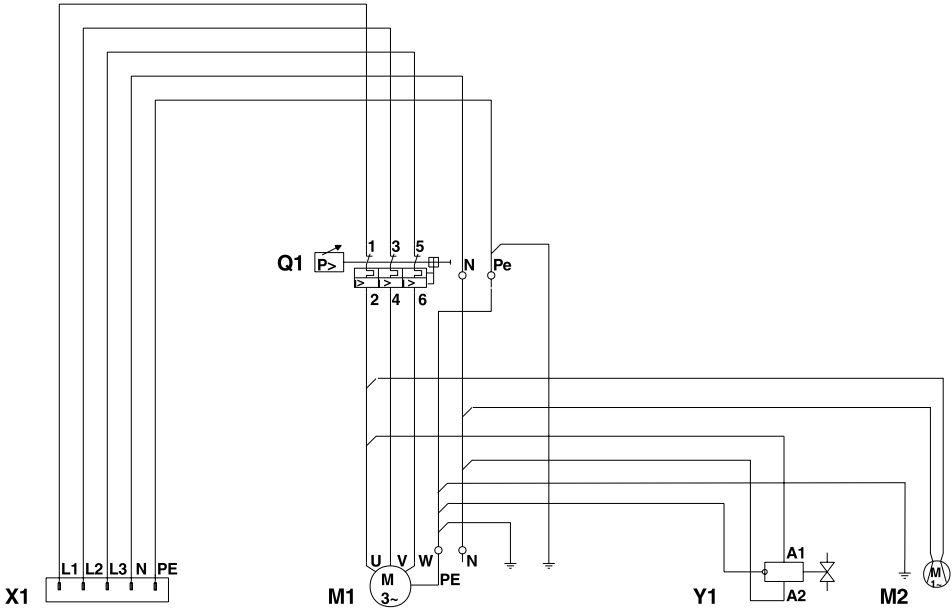 1 3 5
Q1 P> N Pe
I> I> I>
2 4 6
U V W N
A1
L1 L2 L3 N PE
M PE
M
1~
X1 M1 3~ Y1 A2 M2